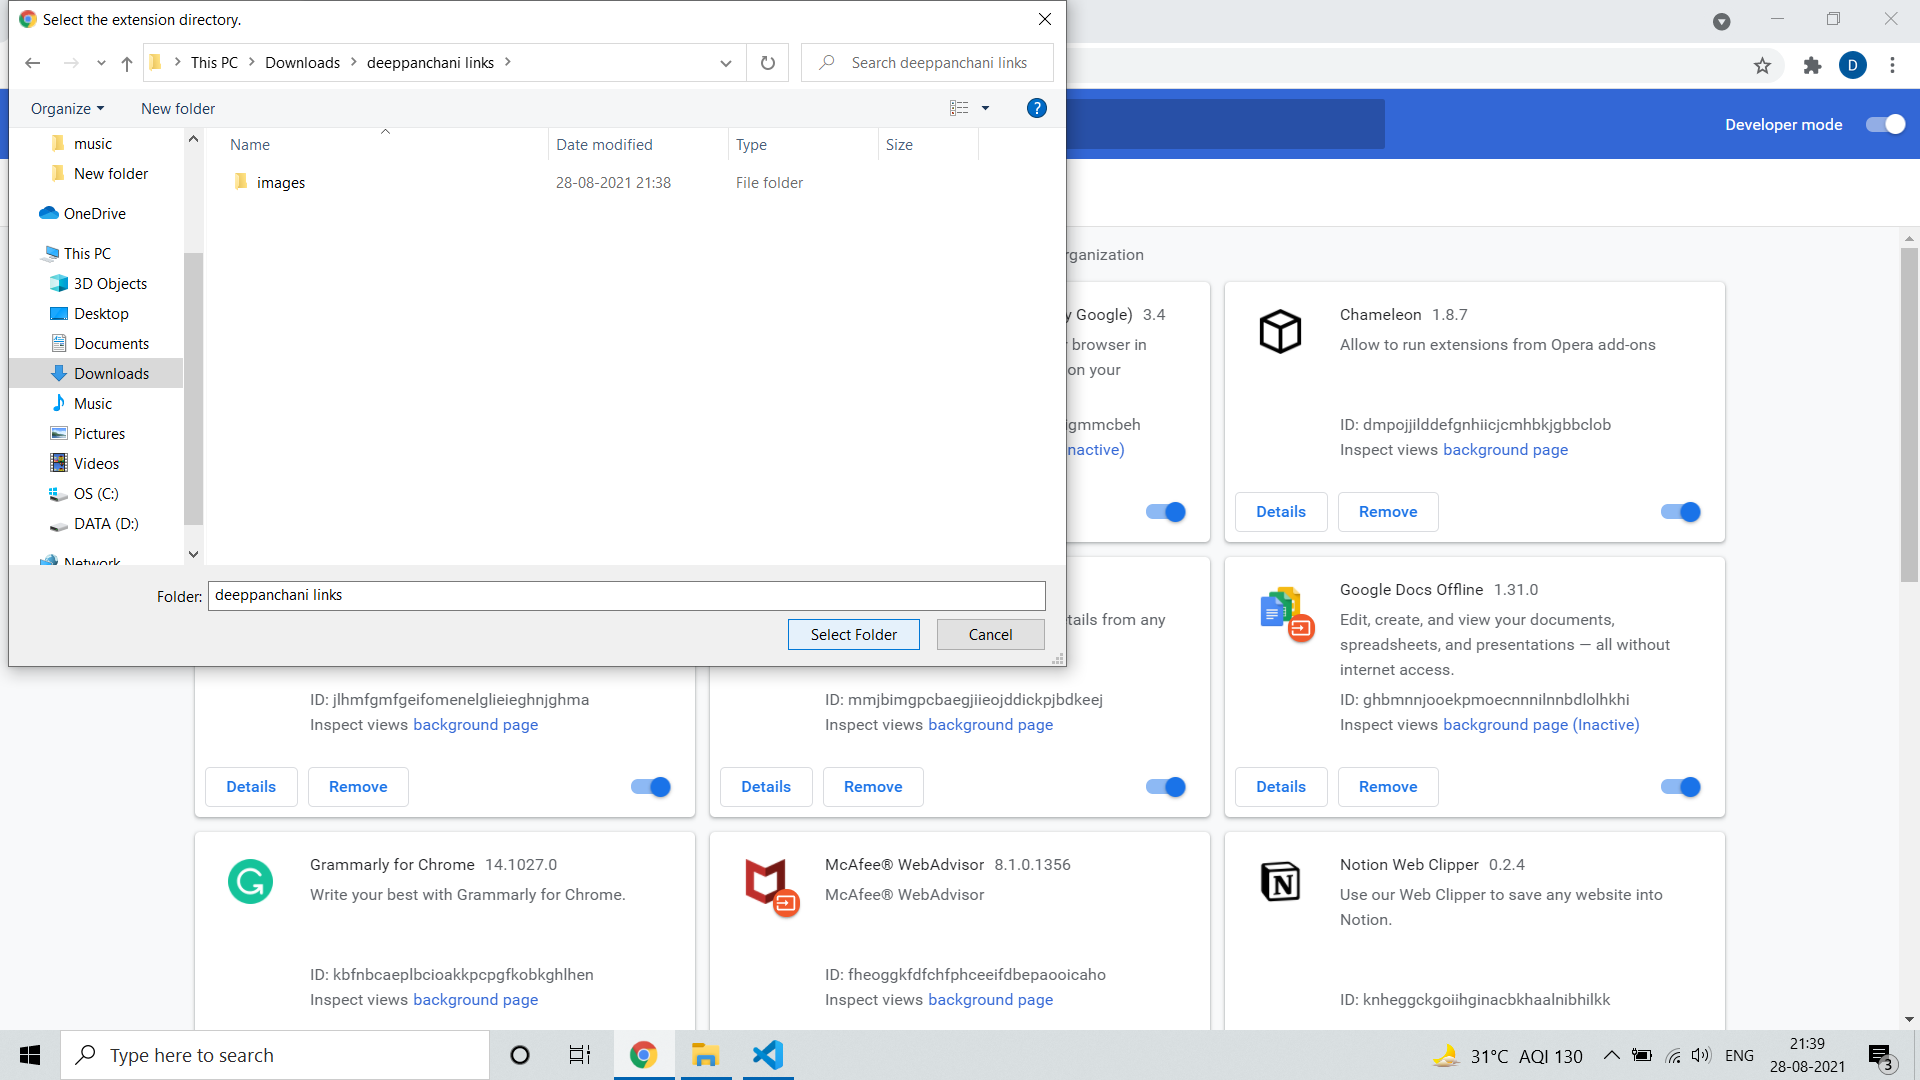 Select the extension directory.
This PC
Downloads
deeppanchani links
Search deeppanchani links
D
Organize
New folder
?
Developer mode
music
New folder
OneDrive
This PC
3D Objects
Desktop
Documents
Downloads
Music
Pictures
Videos
OS (C:)
DATA (D:)
Network
Name
Date modified
Type
Size
images
28-08-2021 21:38
File folder
Folder:
deeppanchani links
Select Folder
Cancel
rganization
y Google) 3.4
browser in
on your
igmmcbeh
nactive)
Chameleon 1.8.7
Allow to run extensions from Opera add-ons
ID: dmpojjilddefgnhiicjcmhbkjgbbclob
Inspect views background page
Details
Remove
ID: jlhmfgmfgeifomenelglieieghnjghma
Inspect views background page
Details
Remove
tails from any
ID: mmjbimgpcbaegjiieojddickpjbdkeej
Inspect views background page
Details
Remove
Google Docs Offline 1.31.0
Edit, create, and view your documents,
spreadsheets, and presentations — all without
internet access.
ID: ghbmnnjooekpmoecnnnilnnbdlolhkhi
Inspect views background page (Inactive)
Details
Remove
Grammarly for Chrome 14.1027.0
Write your best with Grammarly for Chrome.
ID: kbfnbcaeplbcioakkpcpgfkobkghlhen
Inspect views background page
McAfee® WebAdvisor 8.1.0.1356
McAfee® WebAdvisor
ID: fheoggkfdfchfphceeifdbepaooicaho
Inspect views background page
Notion Web Clipper 0.2.4
Use our Web Clipper to save any website into
Notion.
ID: knheggckgoiihginacbkhaalnibhilkk
Type here to search
31°C AQI 130
ENG
21:39
28-08-2021
3